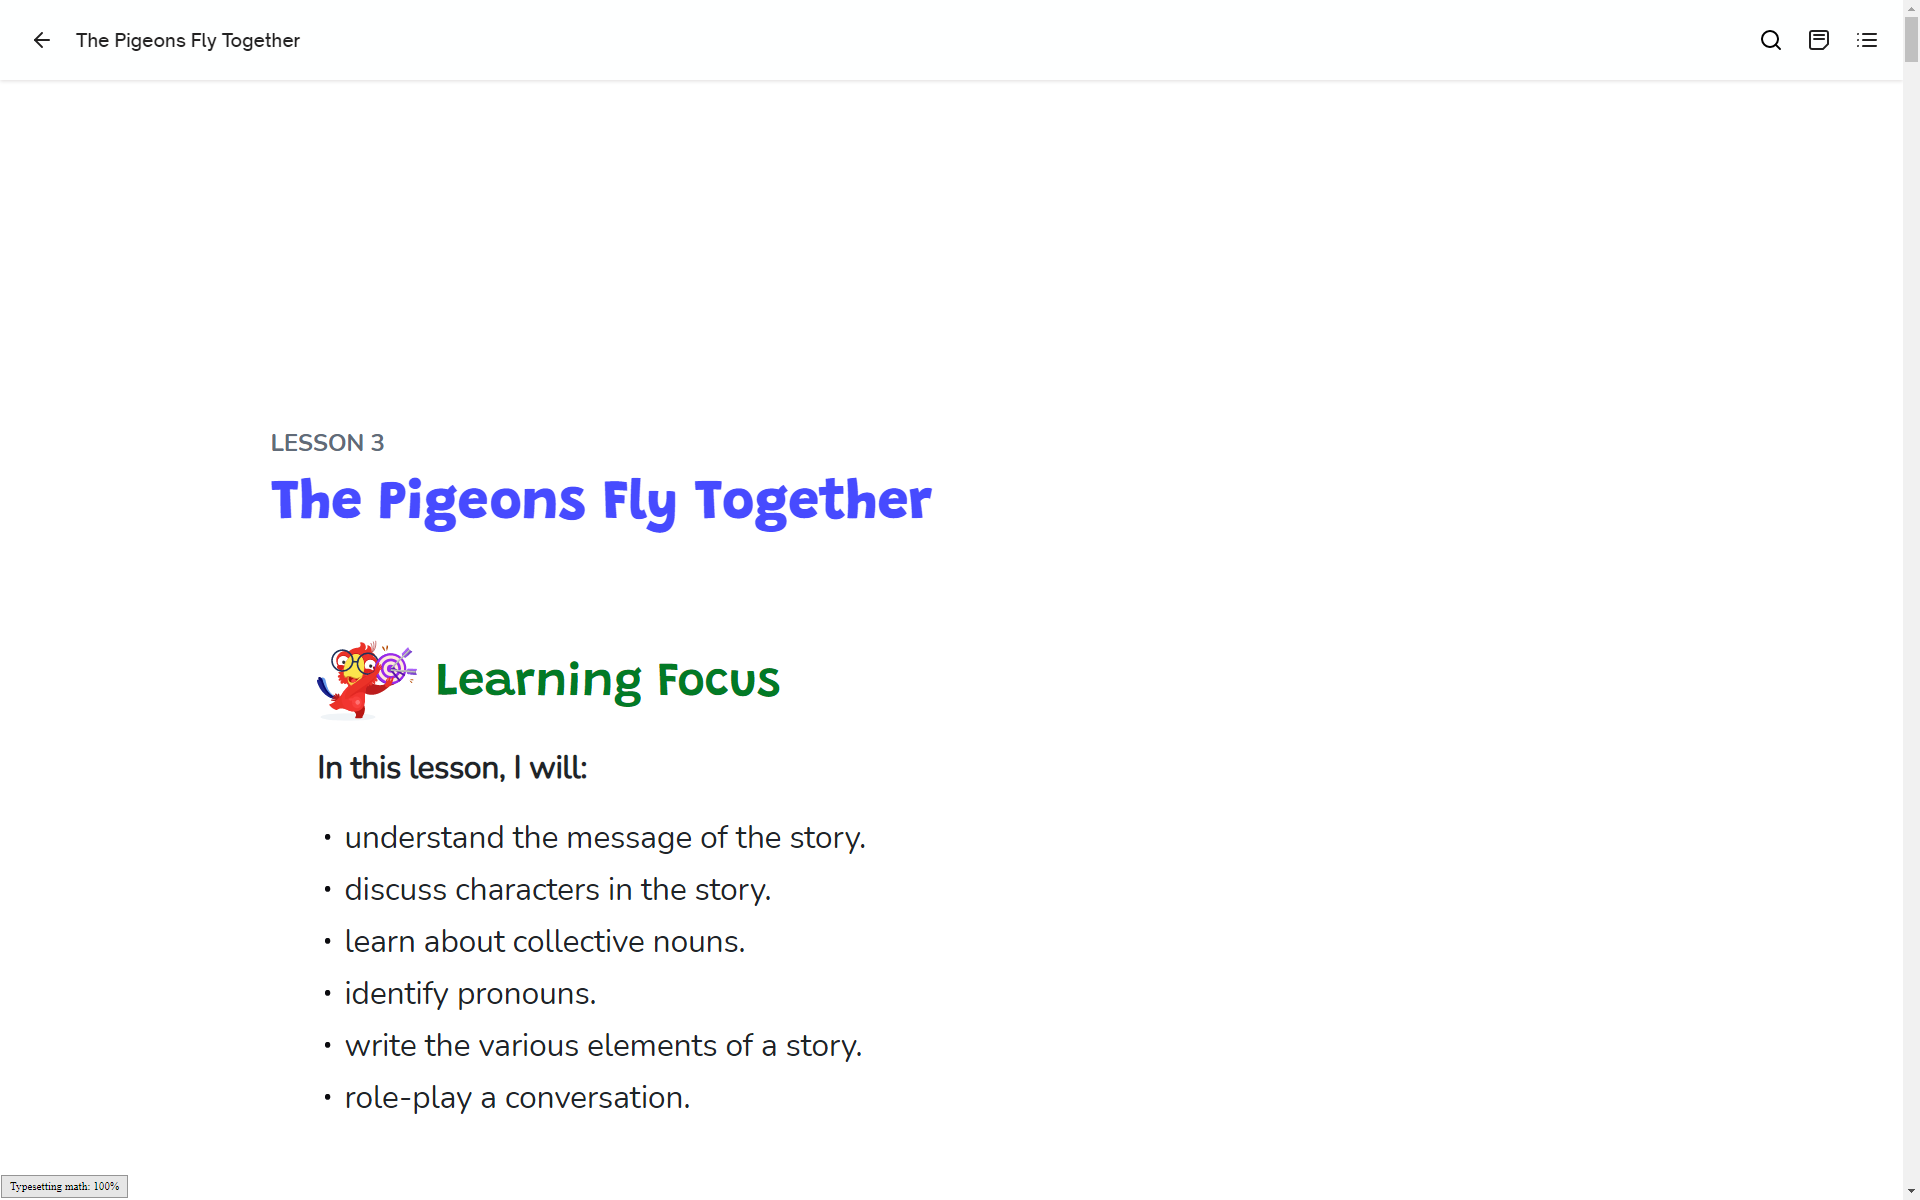 The Pigeons Fly Together
LESSON 3
The Pigeons Fly Together
Learning Focus
In this lesson, I will:
• understand the message of the story.
• discuss characters in the story.
• learn about collective nouns.
• identify pronouns.
• write the various elements of a story.
• role-play a conversation.
Typesetting math: 100%